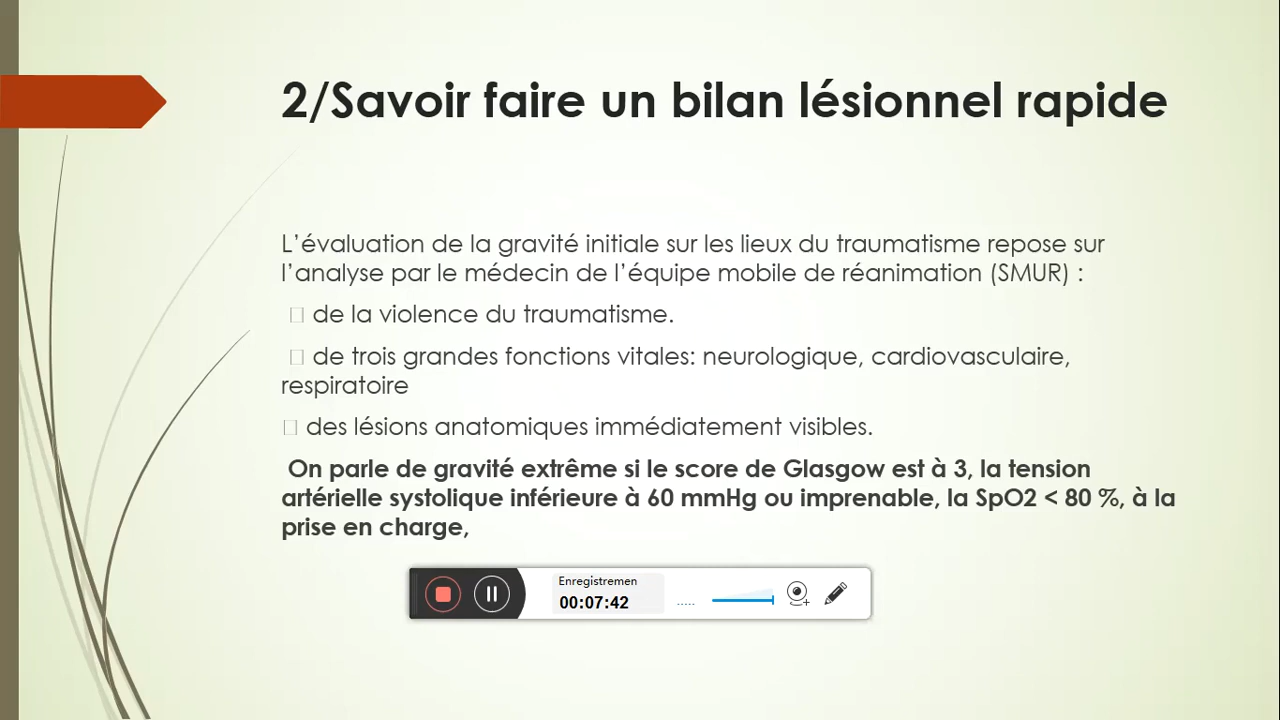 2/Savoir faire un bilan lésionnel rapide
L’évaluation de la gravité initiale sur les lieux du traumatisme repose sur
l’analyse par le médecin de l’équipe mobile de réanimation (SMUR) :
de la violence du traumatisme.
de trois grandes fonctions vitales: neurologique, cardiovasculaire,
respiratoire
des lésions anatomiques immédiatement visibles.
On parle de gravité extrême si le score de Glasgow est à 3, la tension
artérielle systolique inférieure à 60 mmHg ou imprenable, la SpO2 < 80 %, à la
prise en charge,
Enregistremen
00:07:42